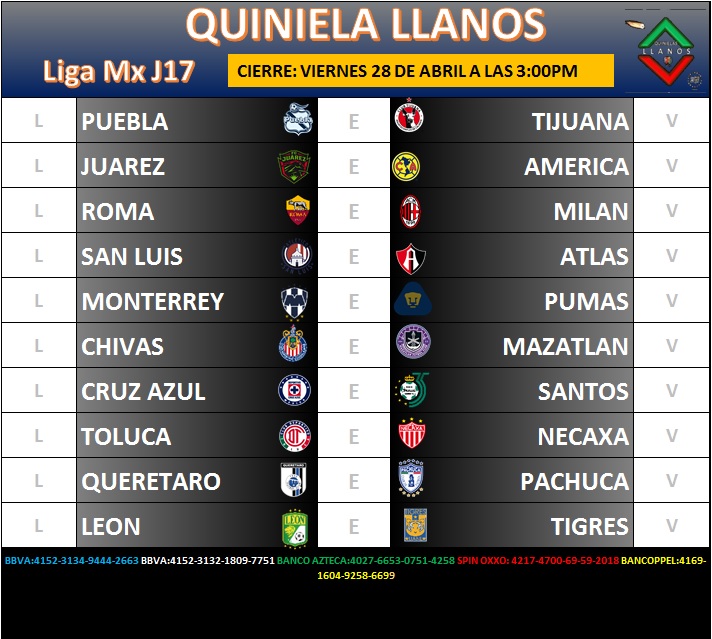 QUINIELA LLANOS
Liga Mx J17
CIERRE: VIERNES 28 DE ABRIL A LAS 3:00PM
QUINIELAS
LLANOS
L PUEBLA E TIJUANA V
L JUAREZ E AMERICA V
L ROMA E MILAN V
L SAN LUIS E ATLAS V
L MONTERREY E PUMAS V
L CHIVAS E MAZATLAN V
L CRUZ AZUL E SANTOS V
L TOLUCA E NECAXA V
L QUERETARO E PACHUCA V
L LEON E TIGRES V
BBVA:4152-3134-9444-2663 BBVA:4152-3132-1809-7751 BANCO AZTECA:4027-6653-0751-4258 SPIN OXXO: 4217-4700-69-59-2018 BANCOPPEL:4169-
1604-9258-6699